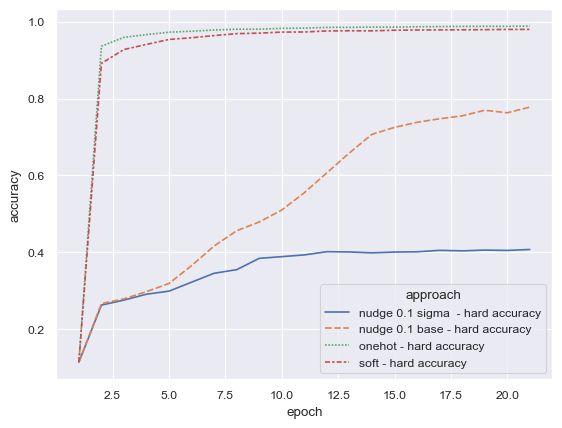 1.0
0.8
0.6
0.4
0.2
accuracy
2.5 5.0 7.5 10.0 12.5 15.0 17.5 20.0
epoch
approach
nudge 0.1 sigma  - hard accuracy
nudge 0.1 base - hard accuracy
onehot - hard accuracy
soft - hard accuracy